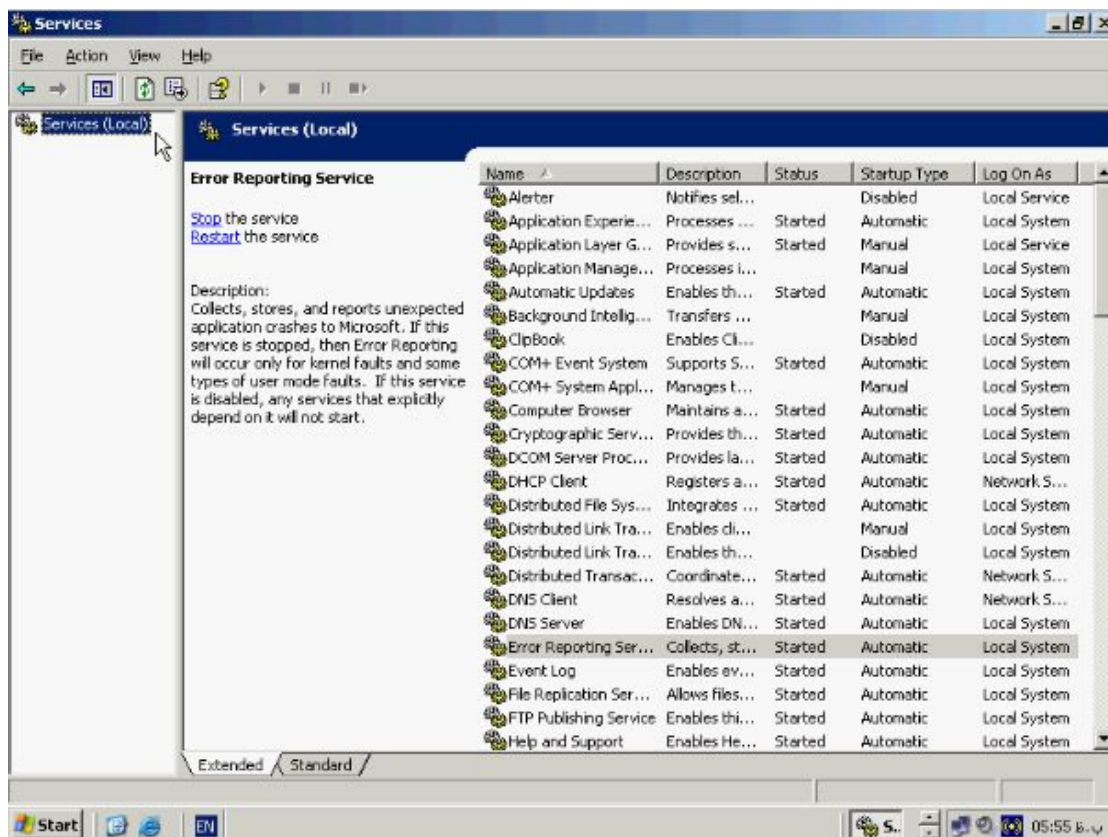 Services
File Action View Help
Services (Local)
Services (Local)
Error Reporting Service
Stop the service
Restart the service
Description:
Collects, stores, and reports unexpected
application crashes to Microsoft. If this
service is stopped, then Error Reporting
will occur only for kernel faults and some
types of user mode faults. If this service
is disabled, any services that explicitly
depend on it will not start.
Name Description Status Startup Type Log On As
Alerter Notifies sel... Disabled Local Service
Application Experie... Processes ... Started Automatic Local System
Application Layer G... Provides s... Started Manual Local Service
Application Manage... Processes i... Manual Local System
Automatic Updates Enables th... Started Automatic Local System
Background Intellig... Transfers ... Manual Local System
ClipBook Enables Cli... Disabled Local System
COM+ Event System Supports S... Started Automatic Local System
COM+ System Appl... Manages t... Manual Local System
Computer Browser Maintains a... Started Automatic Local System
Cryptographic Serv... Provides th... Started Automatic Local System
DCOM Server Proc... Provides la... Started Automatic Local System
DHCP Client Registers a... Started Automatic Network S...
Distributed File Sys... Integrates ... Started Automatic Local System
Distributed Link Tra... Enables cli... Manual Local System
Distributed Link Tra... Enables th... Disabled Local System
Distributed Transac... Coordinate... Started Automatic Network S...
DNS Client Resolves a... Started Automatic Network S...
DNS Server Enables DN... Started Automatic Local System
Error Reporting Ser... Collects, st... Started Automatic Local System
Event Log Enables ev... Started Automatic Local System
File Replication Ser... Allows files... Started Automatic Local System
FTP Publishing Service Enables thi... Started Automatic Local System
Help and Support Enables He... Started Automatic Local System
Extended Standard
Start EN S.. 05:55